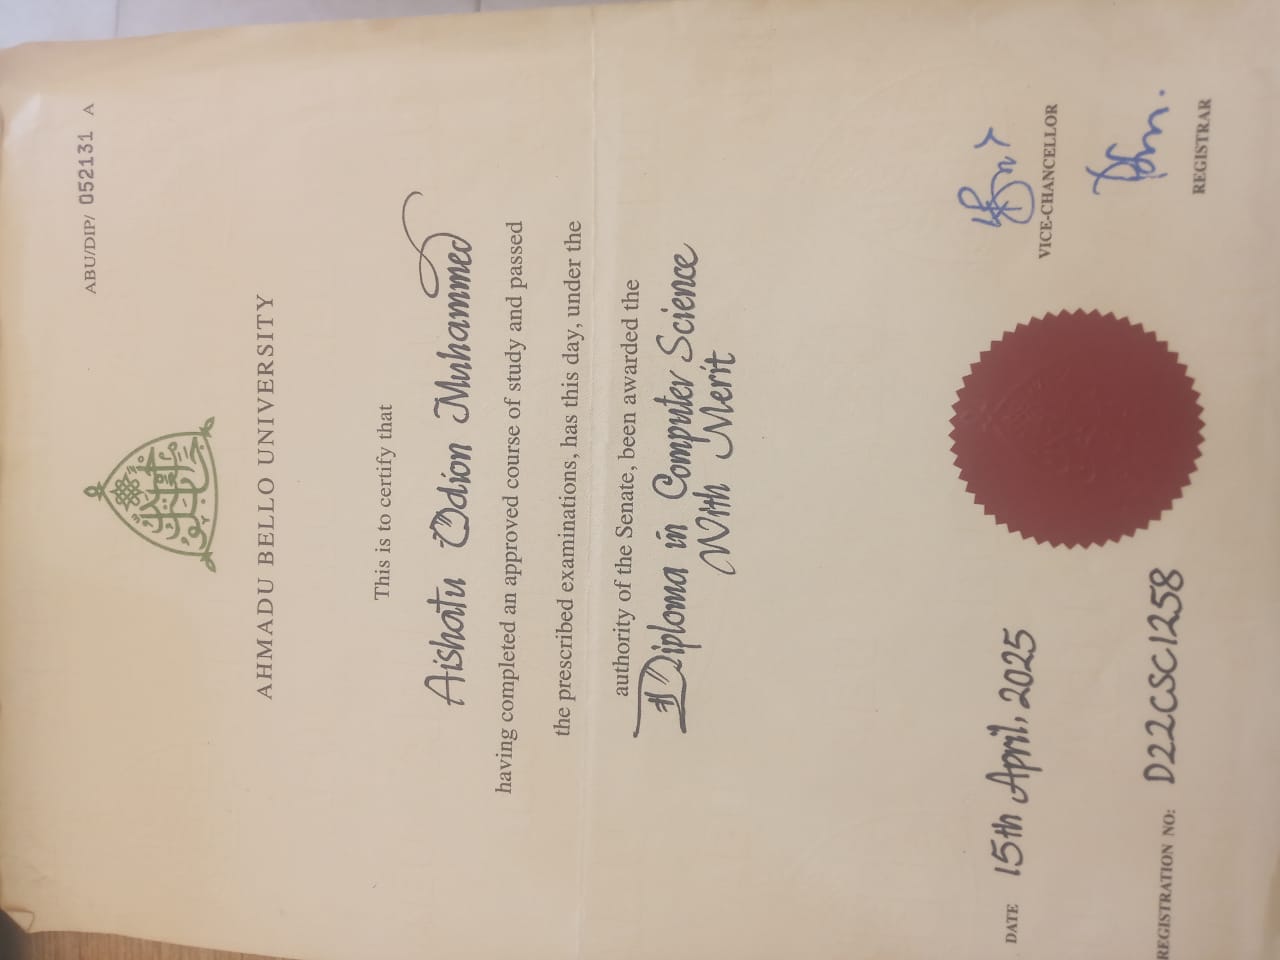 ABU/DIP/ 052131 A
AHMADU BELLO UNIVERSITY
This is to certify that
Aishatu Odion Muhammed
having completed an approved course of study and passed
the prescribed examinations, has this day, under the
authority of the Senate, been awarded the
Diploma in Computer Science
With Merit
VICE-CHANCELLOR
DATE 15th April, 2025
REGISTRAR
REGISTRATION NO: D22CSC1258